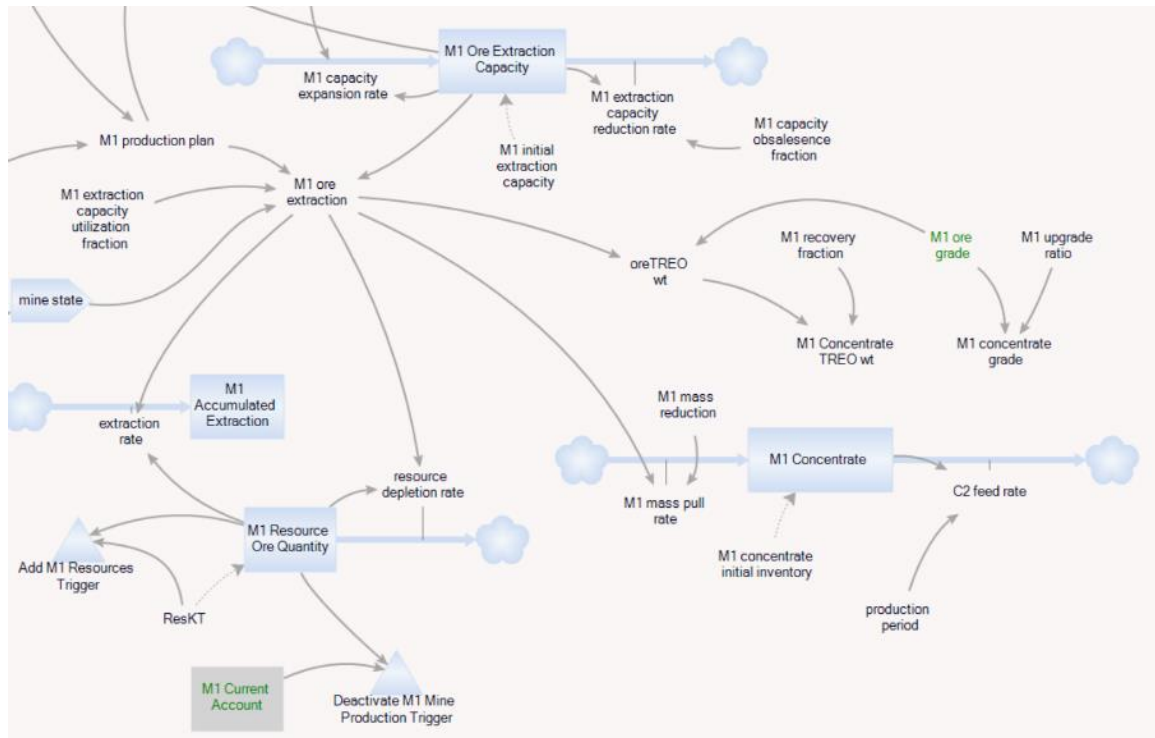 M1 Ore Extraction
Capacity
M1 capacity
expansion rate
M1 extraction
capacity
reduction rate
M1 capacity
obsalesence
fraction
M1 production plan
M1 initial
extraction
capacity
M1 ore
extraction
M1 extraction
capacity
utilization
fraction
M1 recovery
fraction
M1 ore
grade
M1 upgrade
ratio
oreTREO
wt
mine state
M1 Concentrate
TREO wt
M1 concentrate
grade
M1
Accumulated
Extraction
M1 mass
reduction
extraction
rate
M1 Concentrate
resource
depletion rate
M1 mass pull
rate
C2 feed rate
M1 Resource
Ore Quantity
Add M1 Resources
Trigger
M1 concentrate
initial inventory
ResKT
production
period
M1 Current
Account
Deactivate M1 Mine
Production Trigger